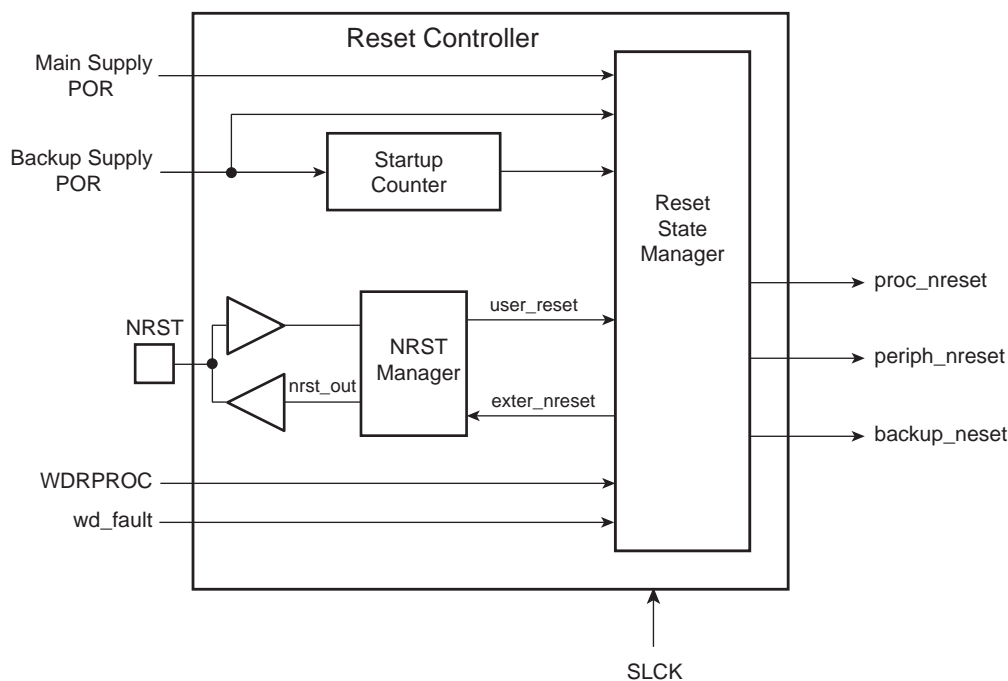 Reset Controller
Main Supply
POR
Backup Supply
POR
Startup
Counter
Reset
State
Manager
proc_nreset
user_reset
NRST
NRST
Manager
periph_nreset
nrst_out
exter_nreset
backup_neset
WDRPROC
wd_fault
SLCK